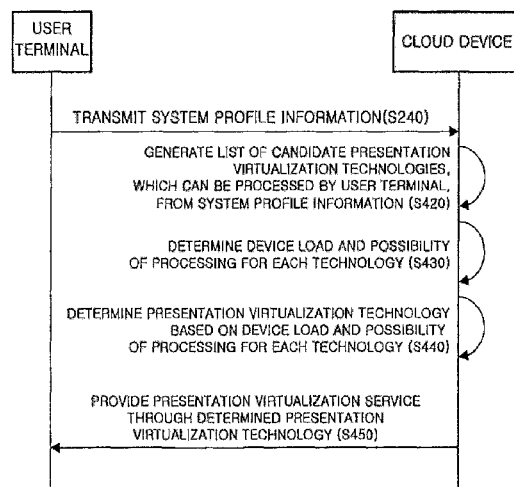 USER
TERMINAL
CLOUD DEVICE
TRANSMIT SYSTEM PROFILE INFORMATION(S240)
GENERATE LIST OF CANDIDATE PRESENTATION
VIRTUALIZATION TECHNOLOGIES,
WHICH CAN BE PROCESSED BY USER TERMINAL,
FROM SYSTEM PROFILE INFORMATION (S420)
DETERMINE DEVICE LOAD AND POSSIBILITY
OF PROCESSING FOR EACH TECHNOLOGY (S430)
DETERMINE PRESENTATION VIRTUALIZATION TECHNOLOGY
BASED ON DEVICE LOAD AND POSSIBILITY
OF PROCESSING FOR EACH TECHNOLOGY (S440)
PROVIDE PRESENTATION VIRTUALIZATION SERVICE
THROUGH DETERMINED PRESENTATION
VIRTUALIZATION TECHNOLOGY (S450)